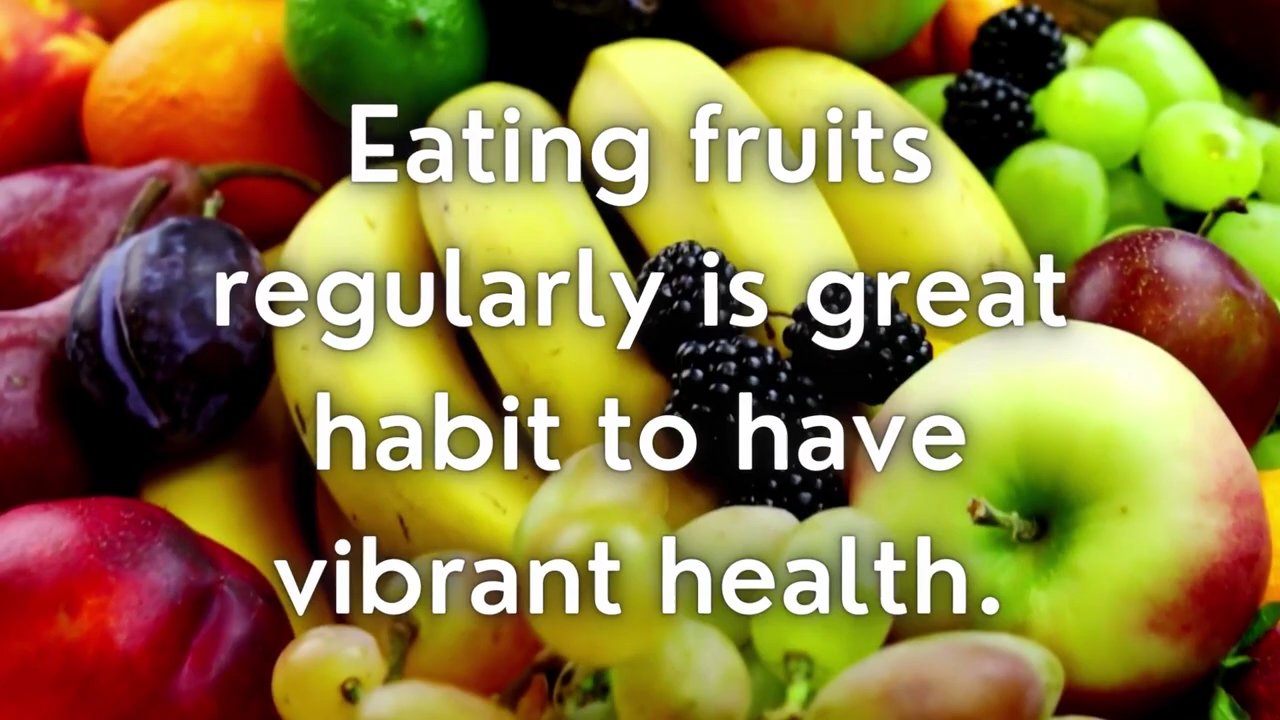 Eating fruits
regularly is great
habit to have
vibrant health.